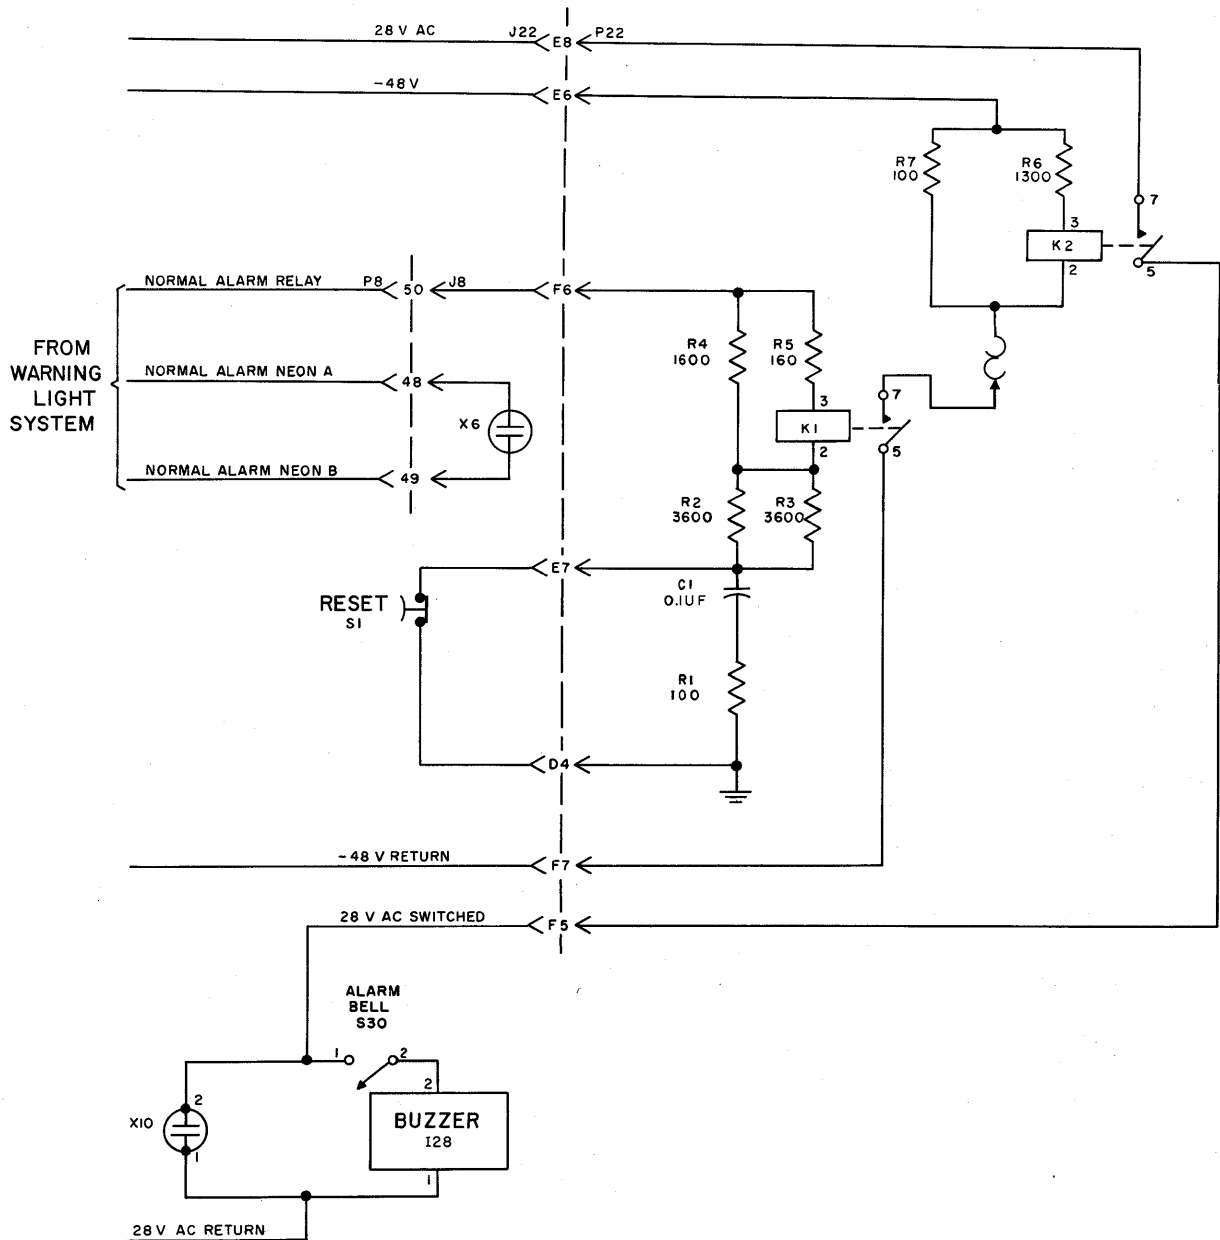 28 V AC
J22
E8
P22
-48 V
E6
R7
100
R6
1300
7
3
K2
2
5
NORMAL ALARM RELAY
P8
50
J8
F6
FROM
WARNING
LIGHT
SYSTEM
NORMAL ALARM NEON A
48
X6
NORMAL ALARM NEON B
49
R4
1600
R5
160
3
K1
2
7
5
R2
3600
R3
3600
E7
RESET
S1
C1
0.1UF
R1
100
D4
-48 V RETURN
F7
28 V AC SWITCHED
F5
ALARM
BELL
S30
1
2
2
BUZZER
I28
1
X10
2
1
28 V AC RETURN